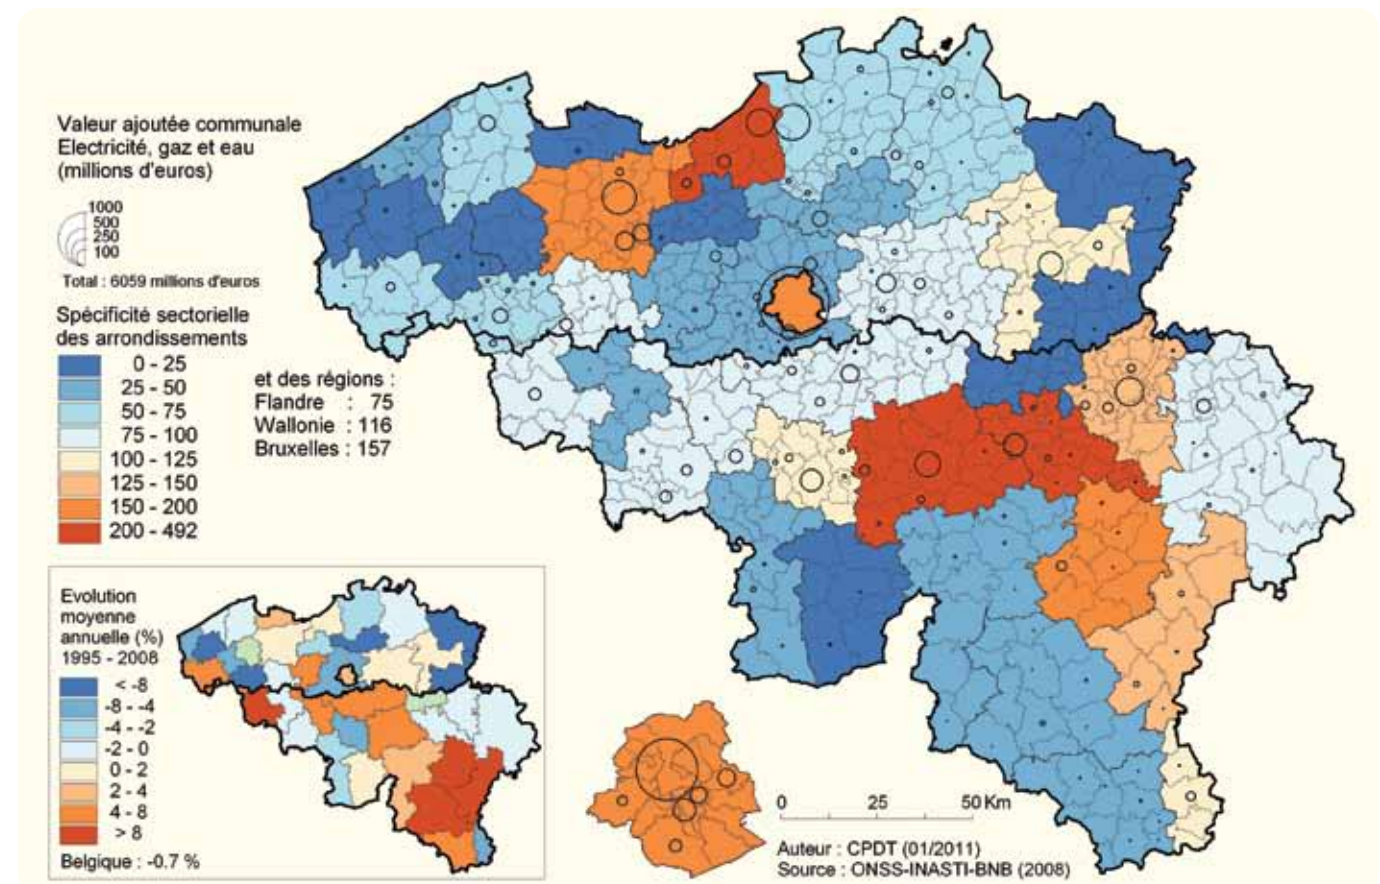 Valeur ajoutée communale
Electricité, gaz et eau
(millions d'euros)
1000
500
250
100
Total : 6059 millions d'euros
Spécificité sectorielle
des arrondissements
0 - 25
25 - 50
50 - 75
75 - 100
100 - 125
125 - 150
150 - 200
200 - 492
et des régions :
Flandre : 75
Wallonie : 116
Bruxelles : 157
Evolution
moyenne
annuelle (%)
1995 - 2008
< -8
-8 - -4
-4 - -2
-2 - 0
0 - 2
2 - 4
4 - 8
> 8
Belgique : -0.7 %
0 25 50 Km
Auteur : CPDT (01/2011)
Source : ONSS-INASTI-BNB (2008)